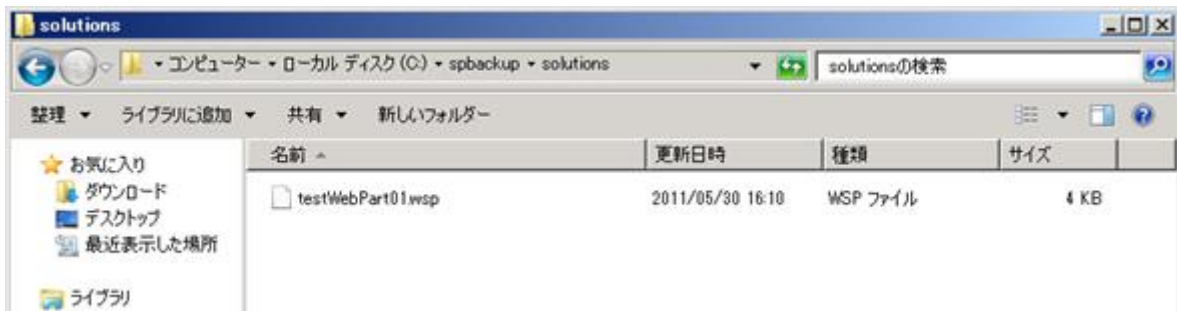 solutions
コンピューター ローカル ディスク (C:) spbackup solutions
solutionsの検索
整理 ライブラリに追加 共有 新しいフォルダー
名前 更新日時 種類 サイズ
お気に入り
ダウンロード
デスクトップ
最近表示した場所
ライブラリ
testWebPart01.wsp 2011/05/30 16:10 WSP ファイル 4 KB